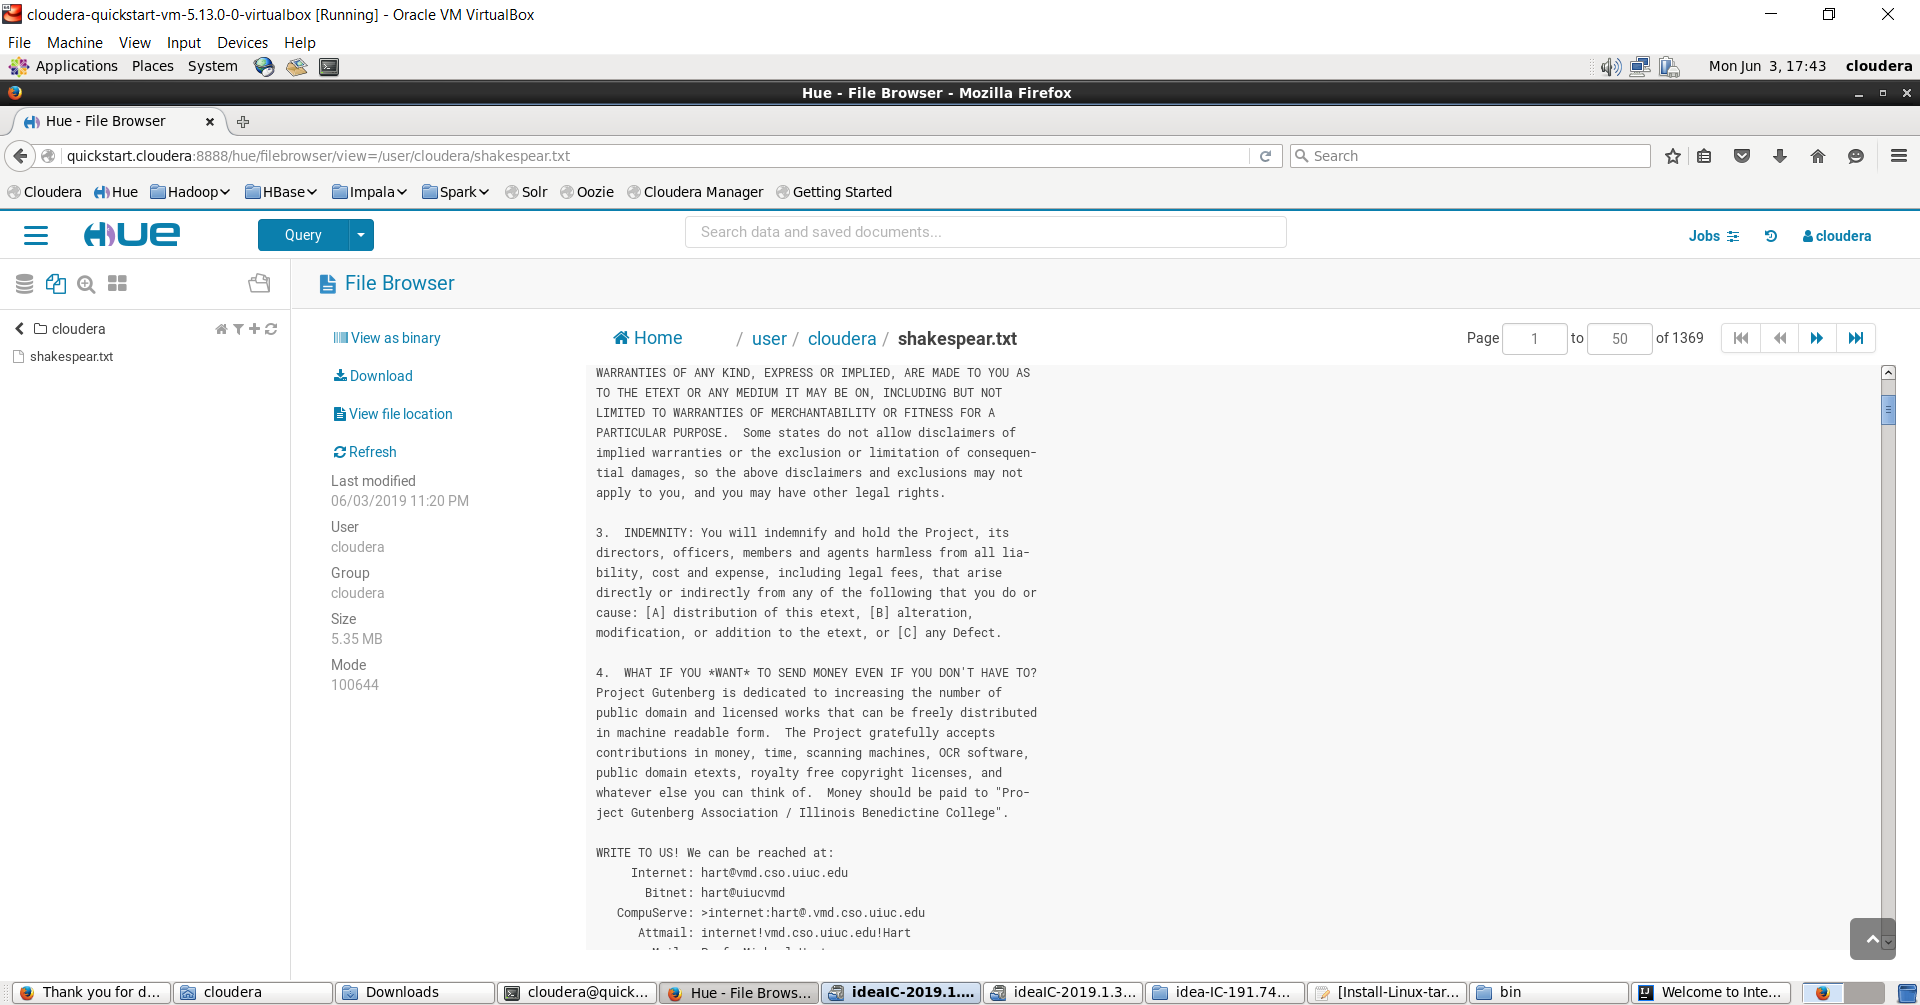 cloudera-quickstart-vm-5.13.0-0-virtualbox [Running] - Oracle VM VirtualBox
File Machine View Input Devices Help
Applications Places System Mon Jun 3, 17:43 cloudera
Hue - File Browser - Mozilla Firefox
Hue - File Browser
quickstart.cloudera:8888/hue/filebrowser/view=/user/cloudera/shakespear.txt Search
Cloudera Hue Hadoop HBase Impala Spark Solr Oozie Cloudera Manager Getting Started
HUE Query Search data and saved documents... Jobs cloudera
File Browser
cloudera
shakespear.txt
View as binary
Download
View file location
Refresh
Last modified
06/03/2019 11:20 PM
User
cloudera
Group
cloudera
Size
5.35 MB
Mode
100644
Home / user / cloudera / shakespear.txt Page 1 to 50 of 1369
WARRANTIES OF ANY KIND, EXPRESS OR IMPLIED, ARE MADE TO YOU AS
TO THE ETEXT OR ANY MEDIUM IT MAY BE ON, INCLUDING BUT NOT
LIMITED TO WARRANTIES OF MERCHANTABILITY OR FITNESS FOR A
PARTICULAR PURPOSE.  Some states do not allow disclaimers of
implied warranties or the exclusion or limitation of consequen-
tial damages, so the above disclaimers and exclusions may not
apply to you, and you may have other legal rights.
3.  INDEMNITY: You will indemnify and hold the Project, its
directors, officers, members and agents harmless from all lia-
bility, cost and expense, including legal fees, that arise
directly or indirectly from any of the following that you do or
cause: [A] distribution of this etext, [B] alteration,
modification, or addition to the etext, or [C] any Defect.
4.  WHAT IF YOU *WANT* TO SEND MONEY EVEN IF YOU DON'T HAVE TO?
Project Gutenberg is dedicated to increasing the number of
public domain and licensed works that can be freely distributed
in machine readable form.  The Project gratefully accepts
contributions in money, time, scanning machines, OCR software,
public domain etexts, royalty free copyright licenses, and
whatever else you can think of.  Money should be paid to "Pro-
ject Gutenberg Association / Illinois Benedictine College".
WRITE TO US! We can be reached at:
Internet: hart@vmd.cso.uiuc.edu
Bitnet: hart@uiucvmd
CompuServe: >internet:hart@.vmd.cso.uiuc.edu
Attmail: internet!vmd.cso.uiuc.edu!Hart
Thank you for d... cloudera Downloads cloudera@quick... Hue - File Brows... ideaIC-2019.1.... ideaIC-2019.1.3... idea-IC-191.74... [Install-Linux-tar... bin Welcome to Inte...